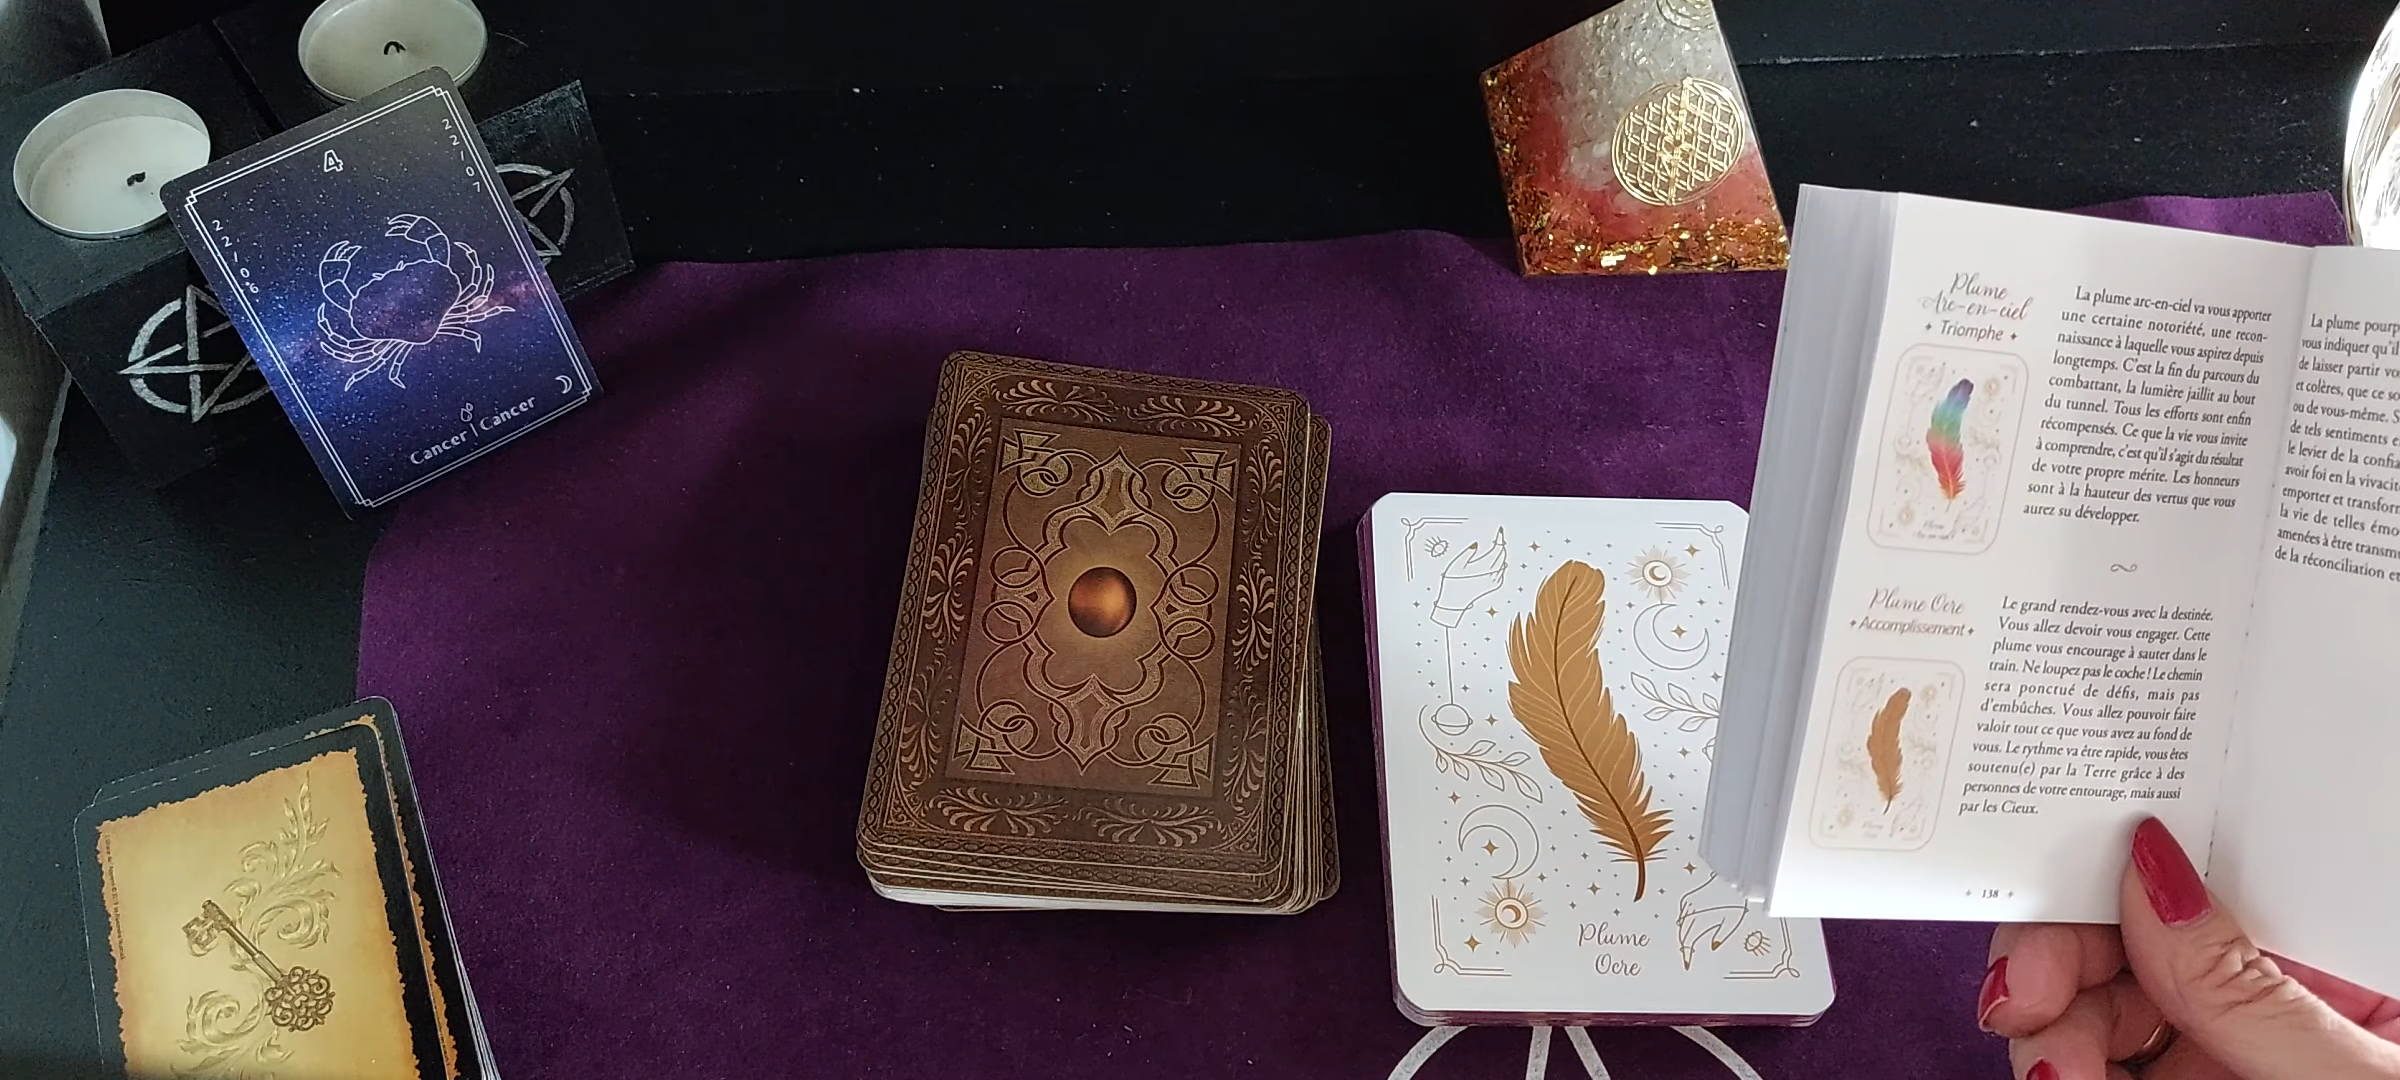 4
22/07
22/06
Cancer | Cancer
Plume
Ocre
Plume
Arc-en-ciel
Triomphe
La plume arc-en-ciel va vous apporter
une certaine notoriété, une recon-
naissance à laquelle vous aspirez depuis
longtemps. C'est la fin du parcours du
combattant, la lumière jaillit au bout
du tunnel. Tous les efforts sont enfin
récompensés. Ce que la vie vous invite
à comprendre, c'est qu'il s'agit du résultat
de votre propre mérite. Les honneurs
sont à la hauteur des vertus que vous
aurez su développer.
Plume Ocre
Accomplissement
Le grand rendez-vous avec la destinée.
Vous allez devoir vous engager. Cette
plume vous encourage à sauter dans le
train. Ne loupez pas le coche ! Le chemin
sera ponctué de défis, mais pas
d'embûches. Vous allez pouvoir faire
valoir tout ce que vous avez au fond de
vous. Le rythme va être rapide, vous êtes
soutenu(e) par la Terre grâce à des
personnes de votre entourage, mais aussi
par les Cieux.
138
La plume pourp
vous indiquer qu'il
de laisser partir vo
et colères, que ce so
ou de vous-même. S
de tels sentiments e
le levier de la confia
avoir foi en la vivacit
emporter et transform
la vie de telles émo
amenées à être transmu
de la réconciliation et